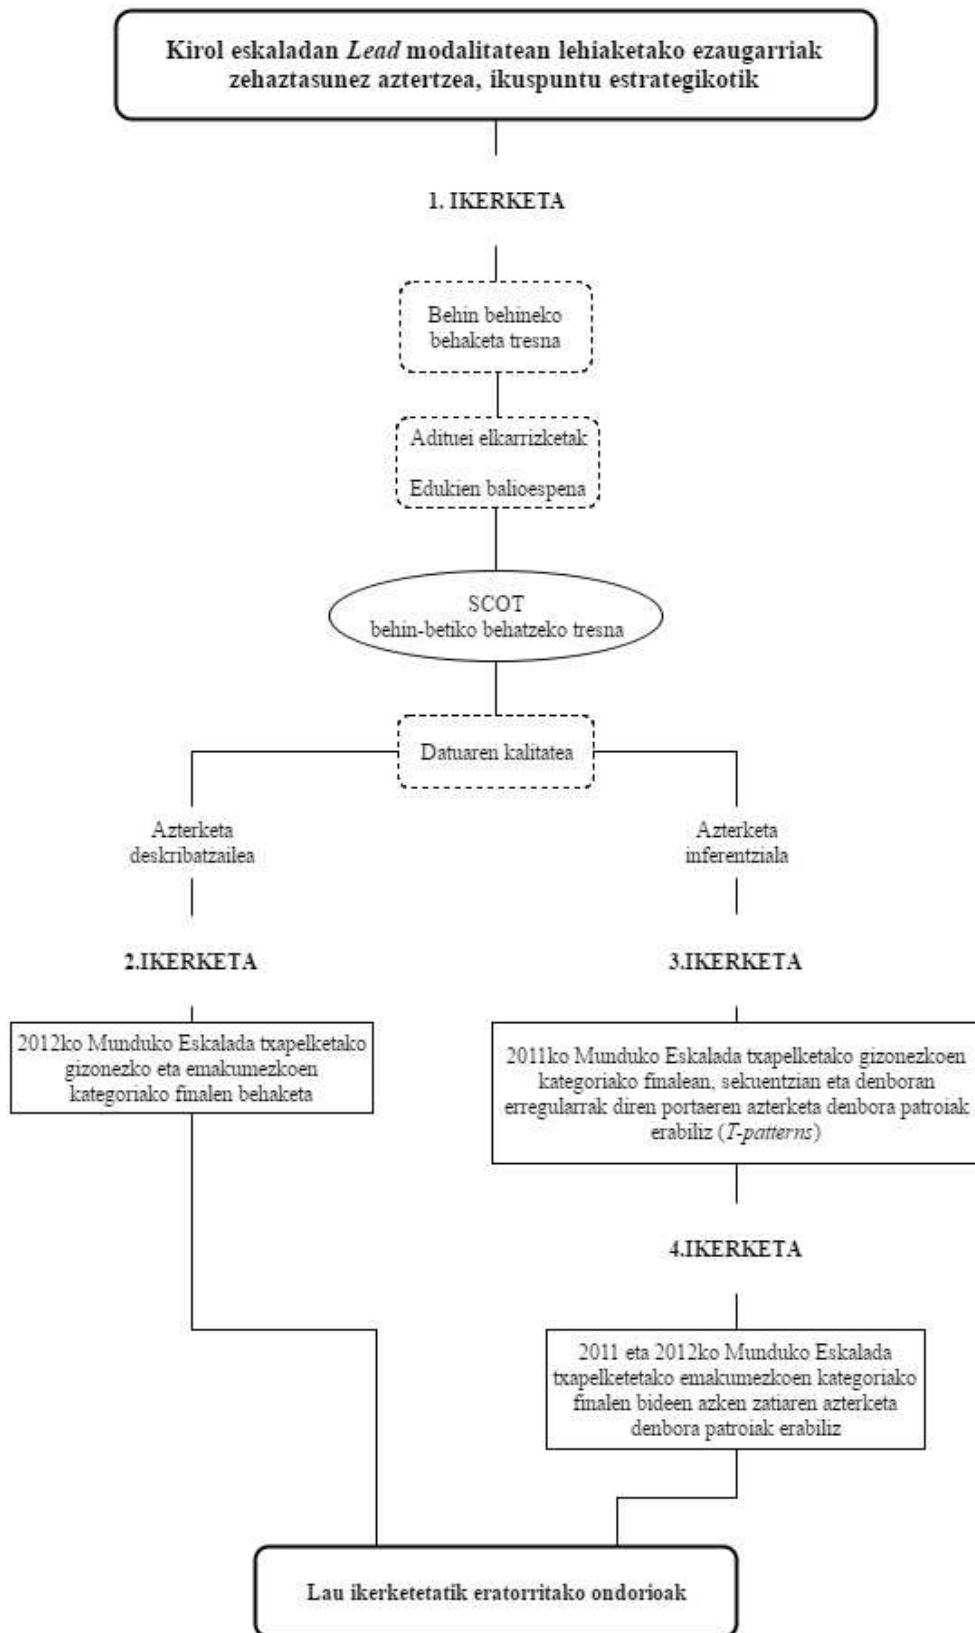 Kirol eskaladan Lead modalitatean lehiaketako ezaugarriak
zehaztasunez aztertzea, ikuspuntu estrategikotik
1. IKERKETA
Behin behineko
behaketa tresna
Adituei elkarrizketak
Edukien balioespena
SCOT
behin-betiko behatzeko tresna
Datuaren kalitatea
Azterketa
deskribatzailea
2.IKERKETA
2012ko Munduko Eskalada txapelketako
gizonezko eta emakumezkoen
kategoriako finalen behaketa
Azterketa
inferentziala
3.IKERKETA
2011ko Munduko Eskalada txapelketako gizonezkoen
kategoriako finalean, sekuentzian eta denboran
erregularrak diren portaeren azterketa denbora patroiak
erabiliz (T-patterns)
4.IKERKETA
2011 eta 2012ko Munduko Eskalada
txapelketetako emakumezkoen kategoriako
finalen bideen azken zatiaren azterketa
denbora patroiak erabiliz
Lau ikerketetatik eratorritako ondorioak